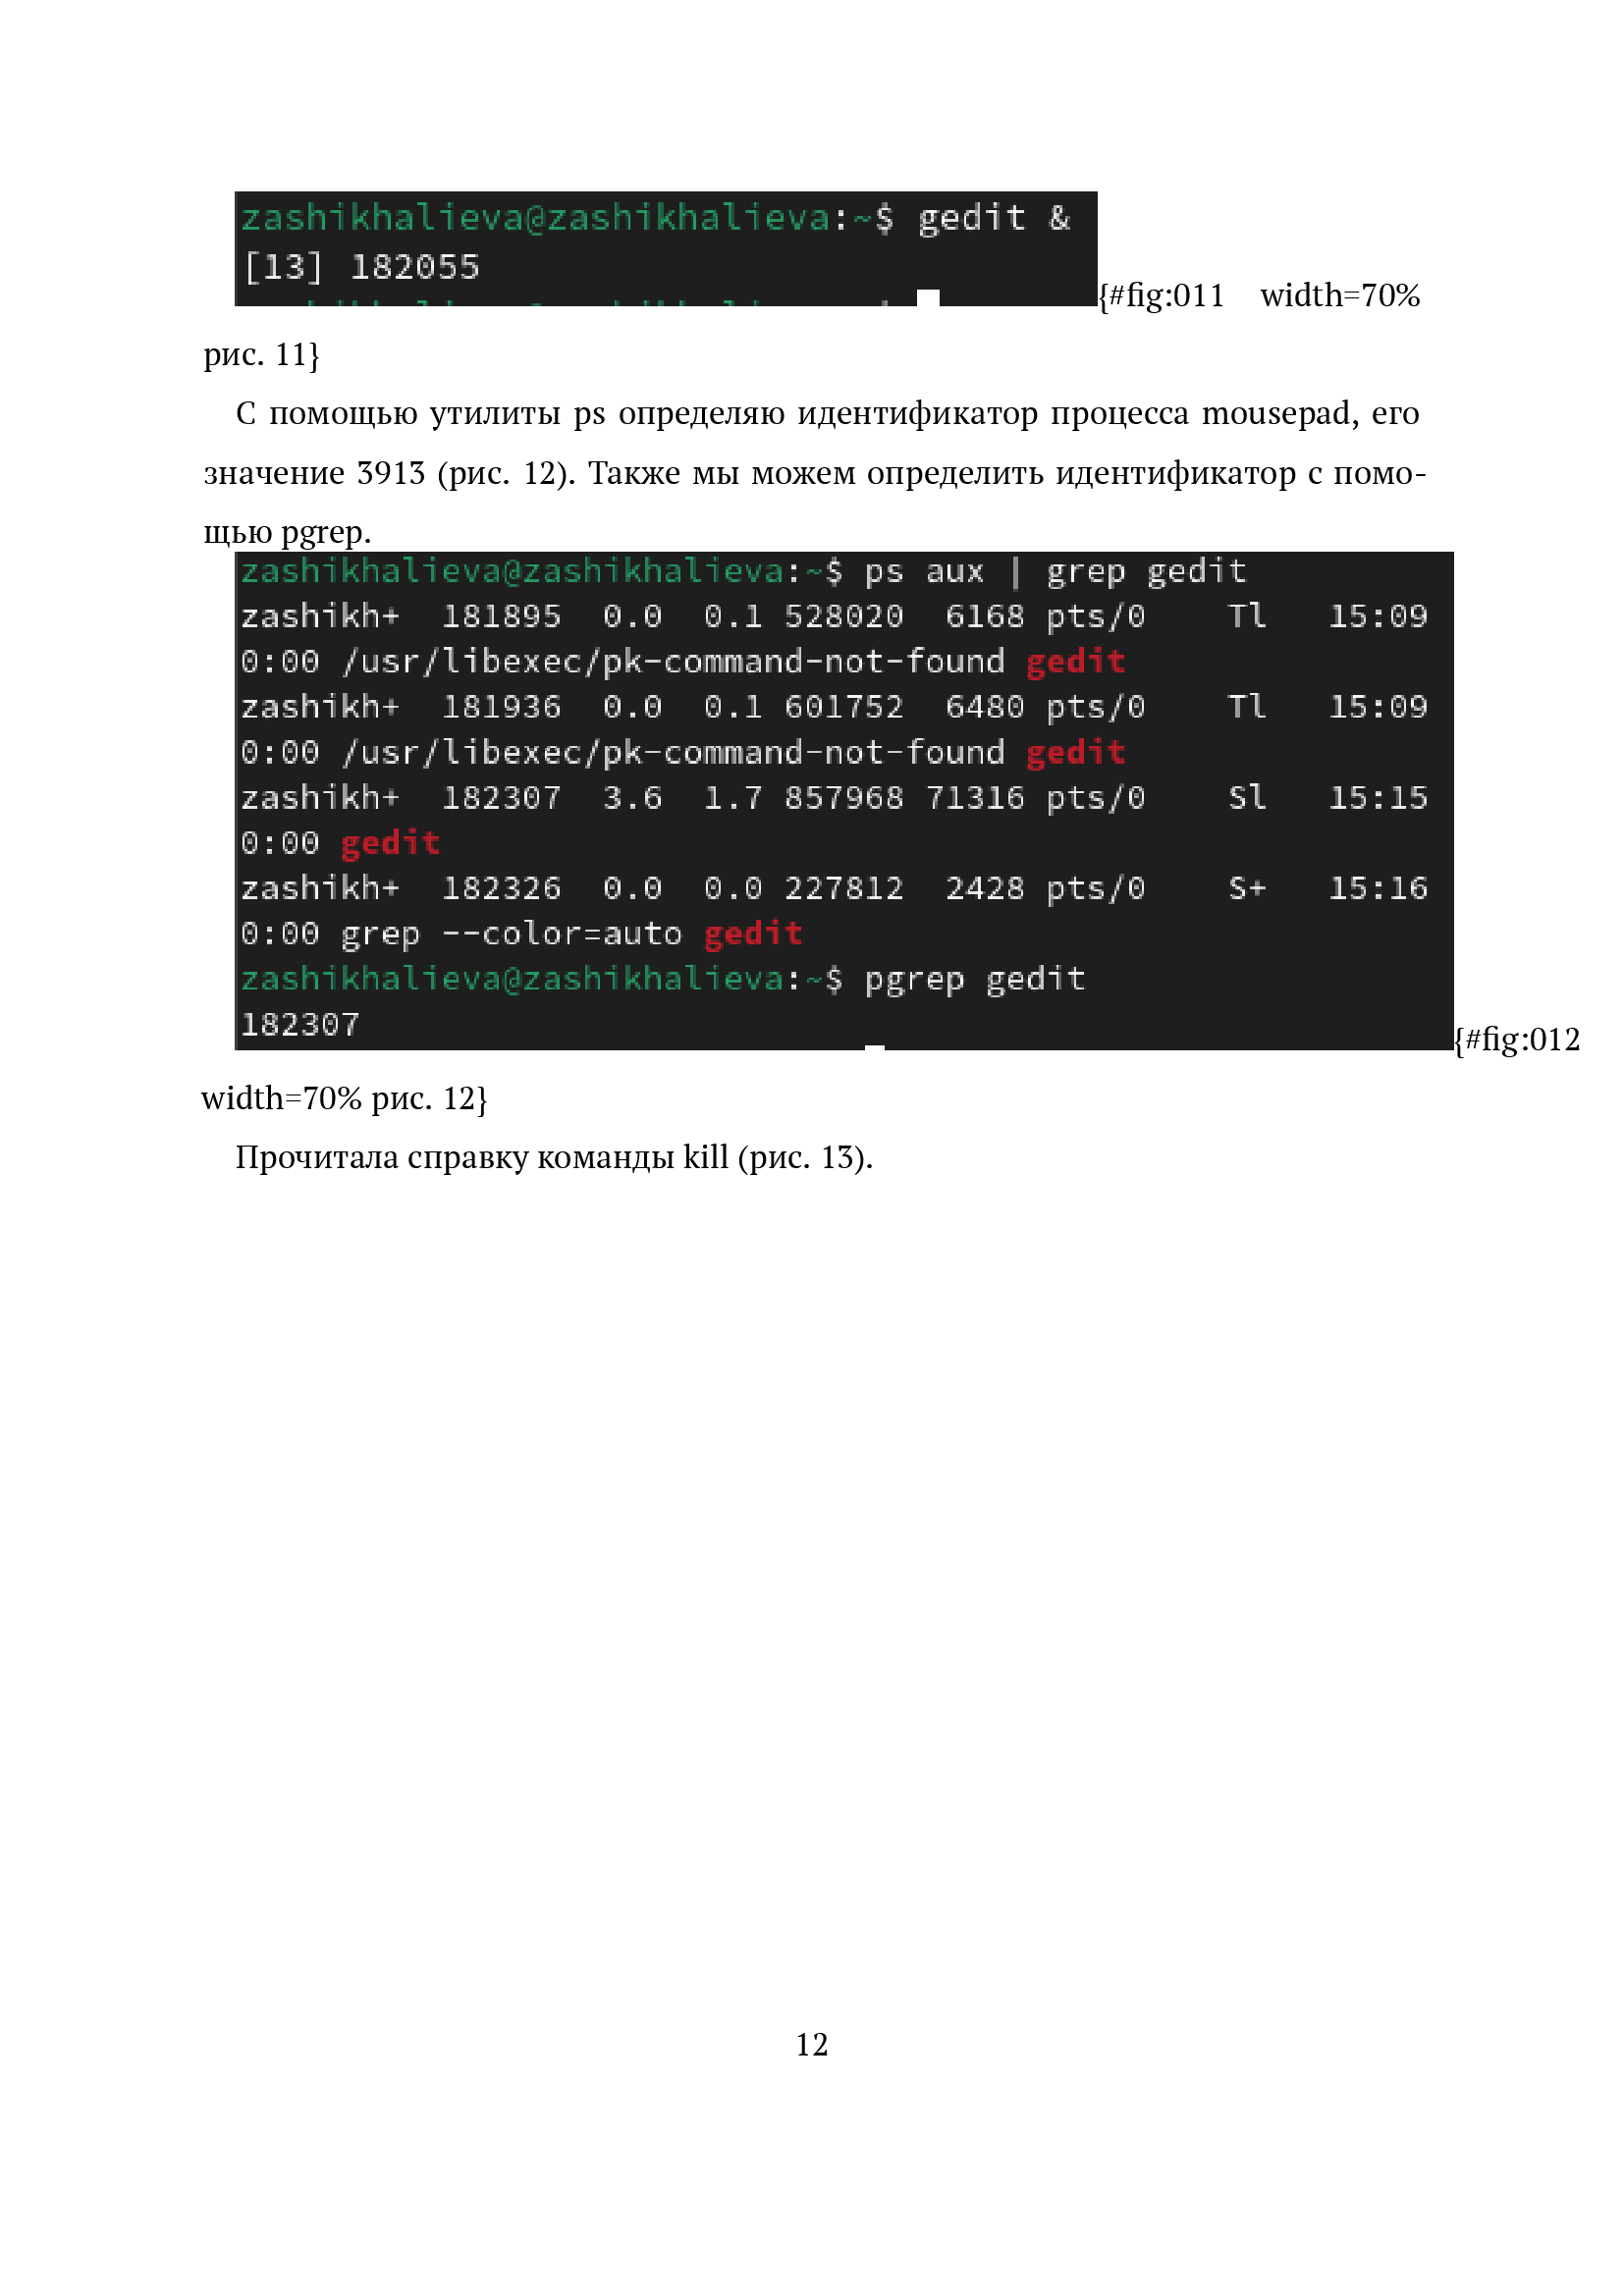 zashikhalieva@zashikhalieva:~$ gedit &
[13] 182055
{#fig:011 width=70%
рис. 11}
С помощью утилиты ps определяю идентификатор процесса mousepad, его
значение 3913 (рис. 12). Также мы можем определить идентификатор с помо-
щью pgrep.
zashikhalieva@zashikhalieva:~$ ps aux | grep gedit
zashikh+ 181895 0.0 0.1 528020 6168 pts/0 Tl 15:09
0:00 /usr/libexec/pk-command-not-found gedit
zashikh+ 181936 0.0 0.1 601752 6480 pts/0 Tl 15:09
0:00 /usr/libexec/pk-command-not-found gedit
zashikh+ 182307 3.6 1.7 857968 71316 pts/0 Sl 15:15
0:00 gedit
zashikh+ 182326 0.0 0.0 227812 2428 pts/0 S+ 15:16
0:00 grep --color=auto gedit
zashikhalieva@zashikhalieva:~$ pgrep gedit
182307
{#fig:012
width=70% рис. 12}
Прочитала справку команды kill (рис. 13).
12